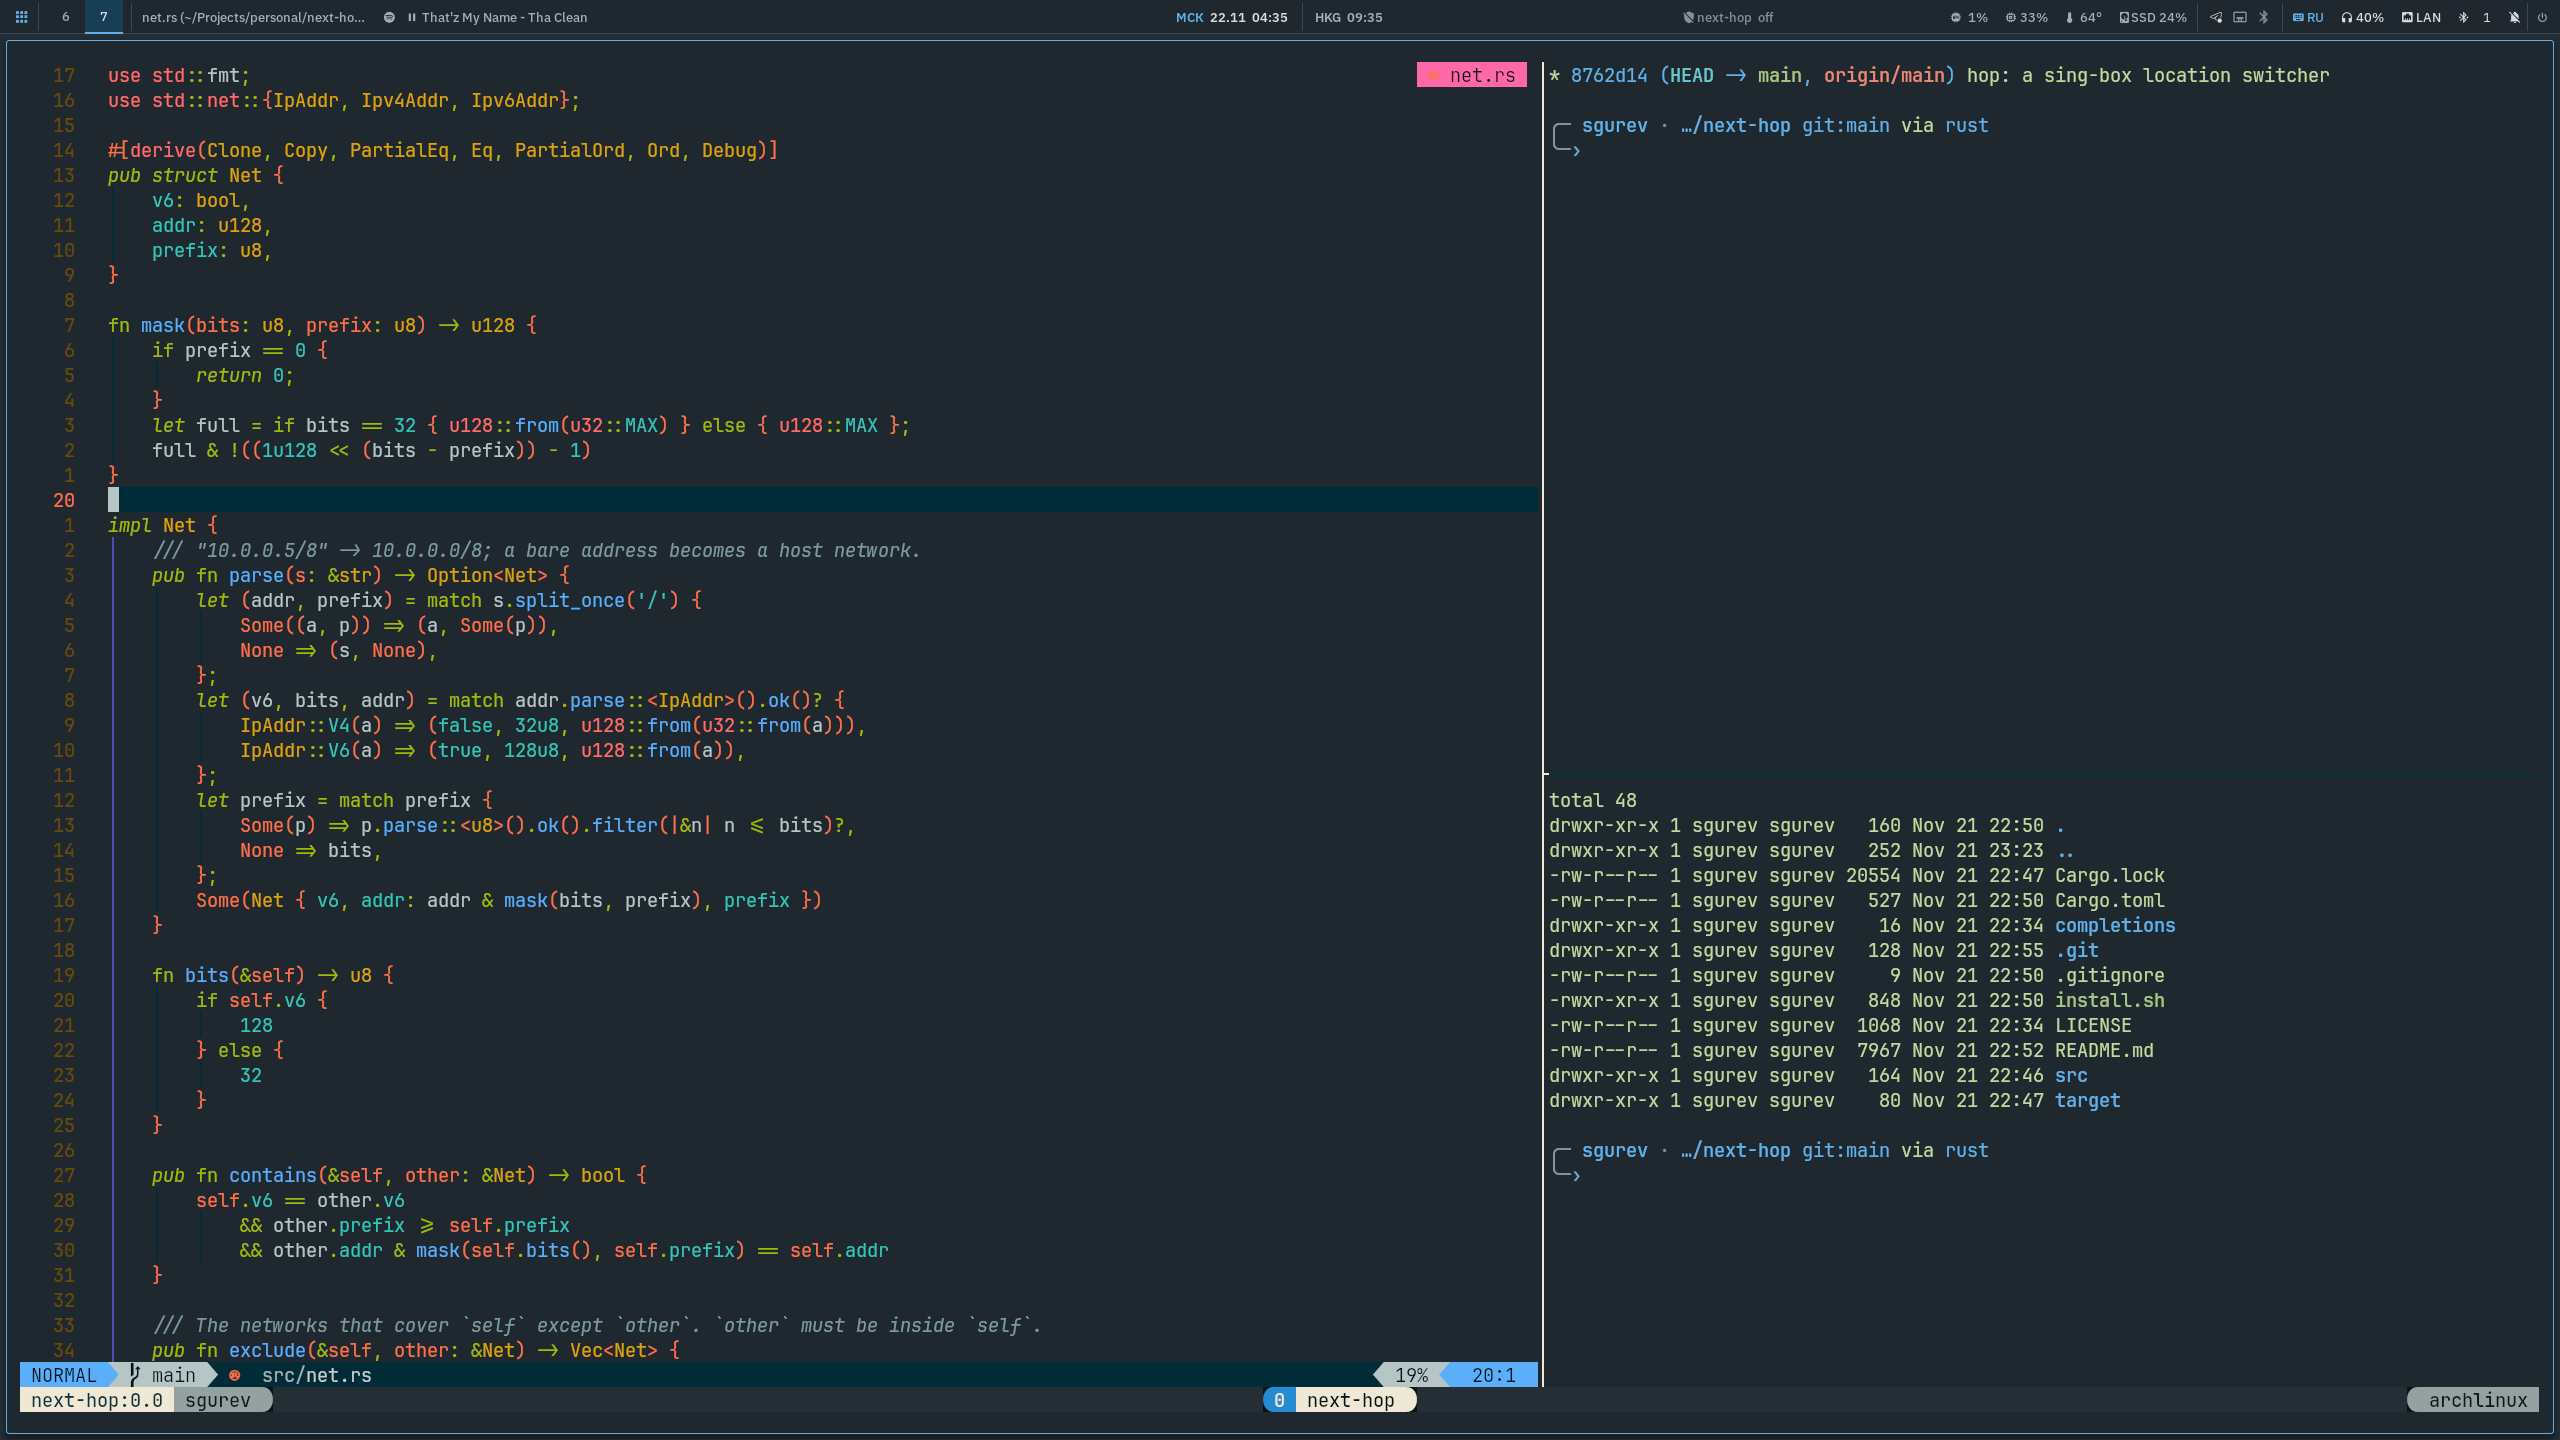 6 7 net.rs (~/Projects/personal/next-ho... That'z My Name - Tha Clean МСК 22.11 04:35 HKG 09:35 next-hop off 1% 33% 64° SSD 24% RU 40% LAN 1
17 use std::fmt;
16 use std::net::{IpAddr, Ipv4Addr, Ipv6Addr};
15
14 #[derive(Clone, Copy, PartialEq, Eq, PartialOrd, Ord, Debug)]
13 pub struct Net {
12 v6: bool,
11 addr: u128,
10 prefix: u8,
9 }
8
7 fn mask(bits: u8, prefix: u8) -> u128 {
6 if prefix == 0 {
5 return 0;
4 }
3 let full = if bits == 32 { u128::from(u32::MAX) } else { u128::MAX };
2 full & !((1u128 << (bits - prefix)) - 1)
1 }
20
1 impl Net {
2 /// "10.0.0.5/8" -> 10.0.0.0/8; a bare address becomes a host network.
3 pub fn parse(s: &str) -> Option<Net> {
4 let (addr, prefix) = match s.split_once('/') {
5 Some((a, p)) => (a, Some(p)),
6 None => (s, None),
7 };
8 let (v6, bits, addr) = match addr.parse::<IpAddr>().ok()? {
9 IpAddr::V4(a) => (false, 32u8, u128::from(u32::from(a))),
10 IpAddr::V6(a) => (true, 128u8, u128::from(a)),
11 };
12 let prefix = match prefix {
13 Some(p) => p.parse::<u8>().ok().filter(|&n| n <= bits)?,
14 None => bits,
15 };
16 Some(Net { v6, addr: addr & mask(bits, prefix), prefix })
17 }
18
19 fn bits(&self) -> u8 {
20 if self.v6 {
21 128
22 } else {
23 32
24 }
25 }
26
27 pub fn contains(&self, other: &Net) -> bool {
28 self.v6 == other.v6
29 && other.prefix >= self.prefix
30 && other.addr & mask(self.bits(), self.prefix) == self.addr
31 }
32
33 /// The networks that cover `self` except `other`. `other` must be inside `self`.
34 pub fn exclude(&self, other: &Net) -> Vec<Net> {
net.rs
NORMAL main src/net.rs 19% 20:1
* 8762d14 (HEAD -> main, origin/main) hop: a sing-box location switcher
sgurev · …/next-hop git:main via rust
❯
total 48
drwxr-xr-x 1 sgurev sgurev 160 Nov 21 22:50 .
drwxr-xr-x 1 sgurev sgurev 252 Nov 21 23:23 ..
-rw-r--r-- 1 sgurev sgurev 20554 Nov 21 22:47 Cargo.lock
-rw-r--r-- 1 sgurev sgurev 527 Nov 21 22:50 Cargo.toml
drwxr-xr-x 1 sgurev sgurev 16 Nov 21 22:34 completions
drwxr-xr-x 1 sgurev sgurev 128 Nov 21 22:55 .git
-rw-r--r-- 1 sgurev sgurev 9 Nov 21 22:50 .gitignore
-rwxr-xr-x 1 sgurev sgurev 848 Nov 21 22:50 install.sh
-rw-r--r-- 1 sgurev sgurev 1068 Nov 21 22:34 LICENSE
-rw-r--r-- 1 sgurev sgurev 7967 Nov 21 22:52 README.md
drwxr-xr-x 1 sgurev sgurev 164 Nov 21 22:46 src
drwxr-xr-x 1 sgurev sgurev 80 Nov 21 22:47 target
sgurev · …/next-hop git:main via rust
❯
next-hop:0.0 sgurev 0 next-hop archlinux